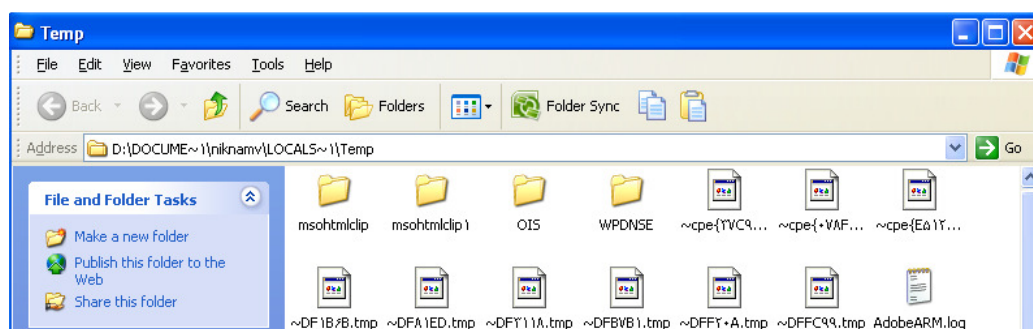 Temp
File Edit View Favorites Tools Help
Back Search Folders Folder Sync
Address D:\DOCUME~۱\niknamv\LOCALS~۱\Temp Go
File and Folder Tasks
Make a new folder
Publish this folder to the
Web
Share this folder
msohtmlclip msohtmlclip۱ OIS WPDNSE ~cpe{۲۷C۹... ~cpe{۰۷۸F... ~cpe{E۵۱۲...
~DF۱B۶B.tmp ~DF۸۱ED.tmp ~DF۲۱۱۸.tmp ~DFB۷B۱.tmp ~DFF۲۰A.tmp ~DFFC۹۹.tmp AdobeARM.log